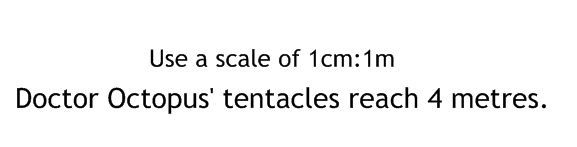 Use a scale of 1cm:1m
Doctor Octopus' tentacles reach 4 metres.